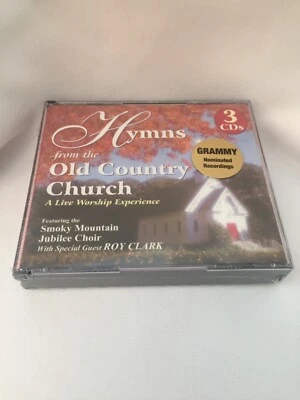 Hymns
from the
Old Country
Church
A Live Worship Experience
3
CDs
GRAMMY
Nominated
Recordings
Featuring the
Smoky Mountain
Jubilee Choir
With Special Guest ROY CLARK